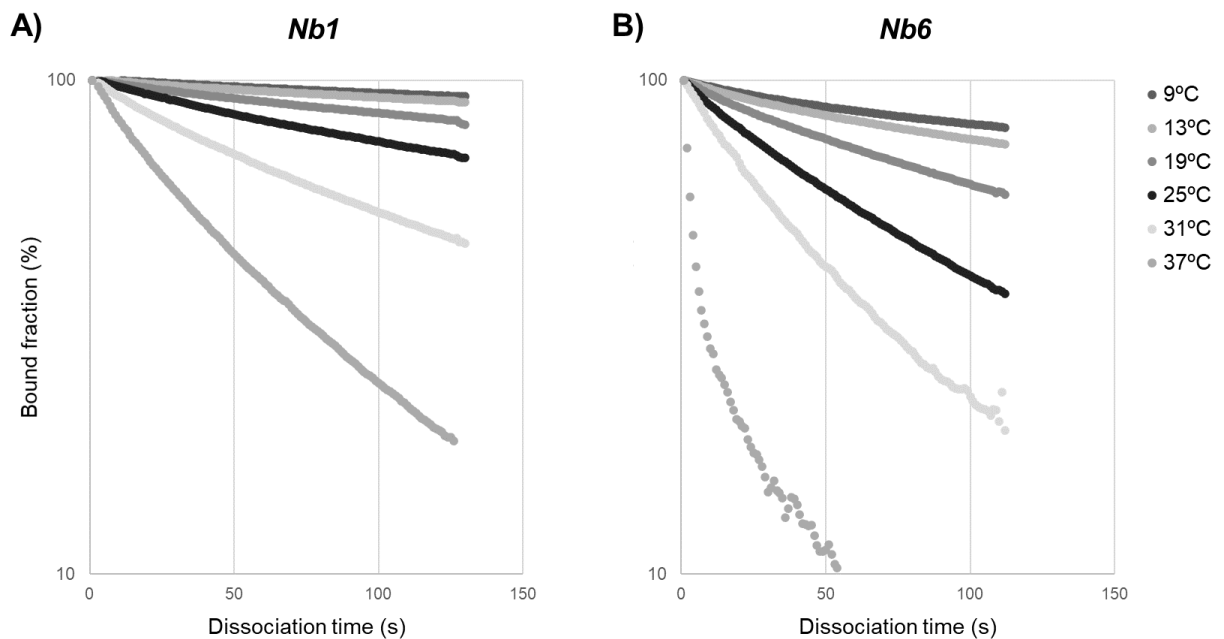 A)
Nb1
B)
Nb6
100
10
0
50
100
150
Bound fraction (%)
Dissociation time (s)
100
10
0
50
100
150
Dissociation time (s)
9ºC
13ºC
19ºC
25ºC
31ºC
37ºC